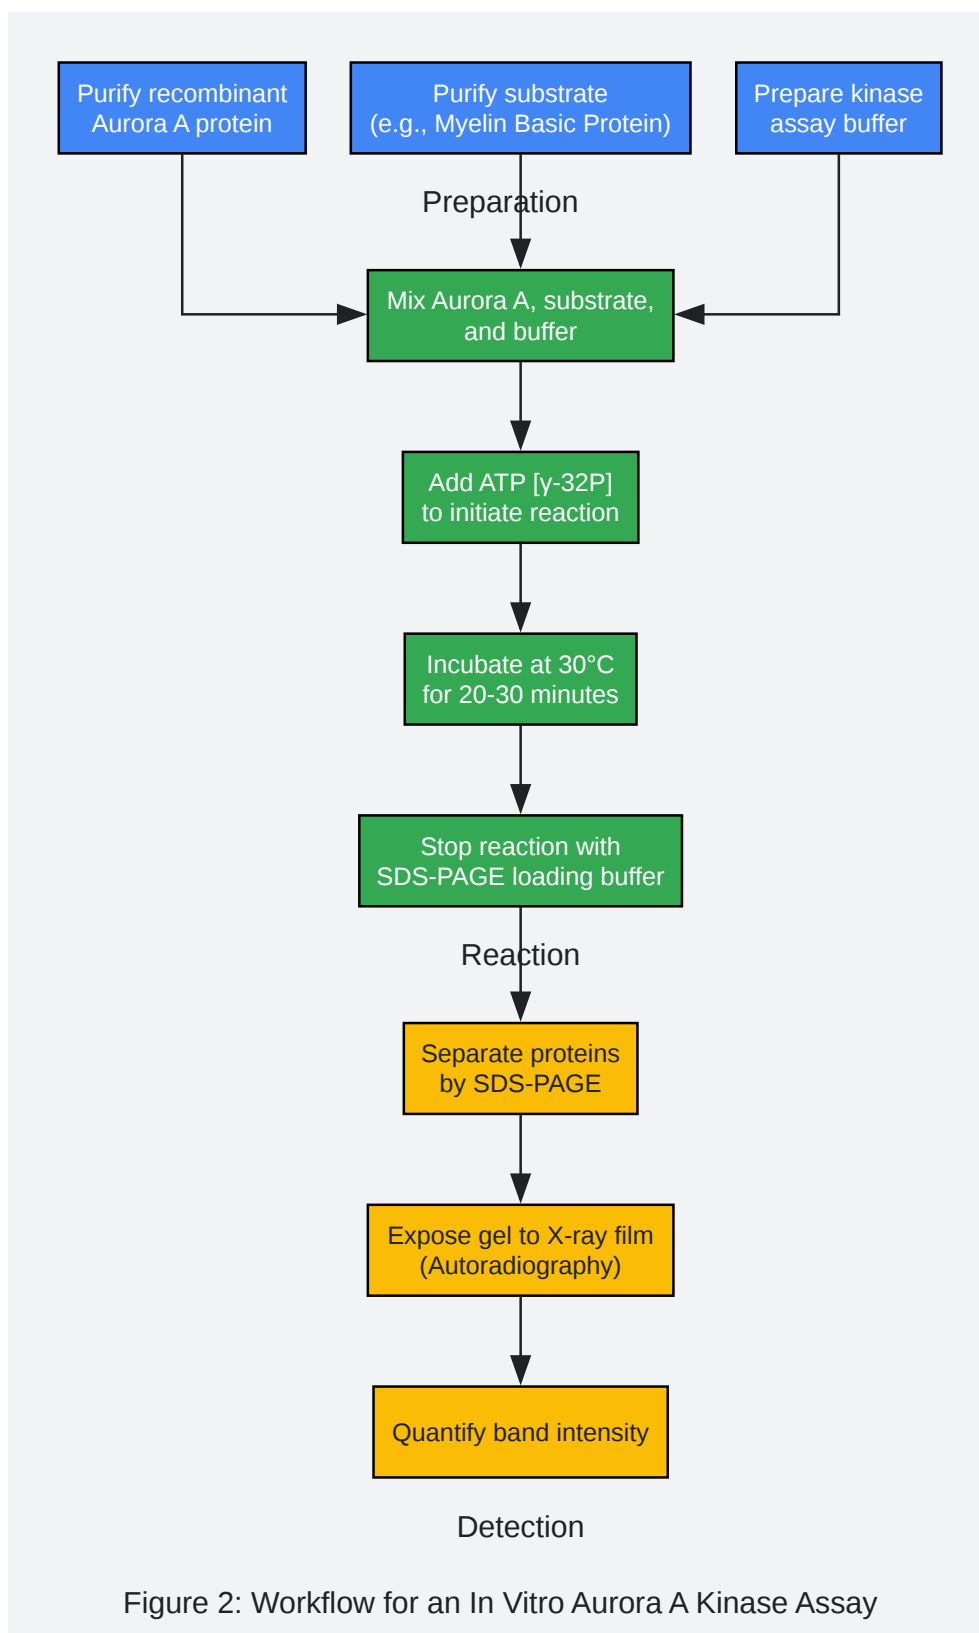 Purify recombinant
Aurora A protein
Purify substrate
(e.g., Myelin Basic Protein)
Prepare kinase
assay buffer
Preparation
Mix Aurora A, substrate,
and buffer
Add ATP [γ-32P]
to initiate reaction
Incubate at 30°C
for 20-30 minutes
Stop reaction with
SDS-PAGE loading buffer
Reaction
Separate proteins
by SDS-PAGE
Expose gel to X-ray film
(Autoradiography)
Quantify band intensity
Detection
Figure 2: Workflow for an In Vitro Aurora A Kinase Assay